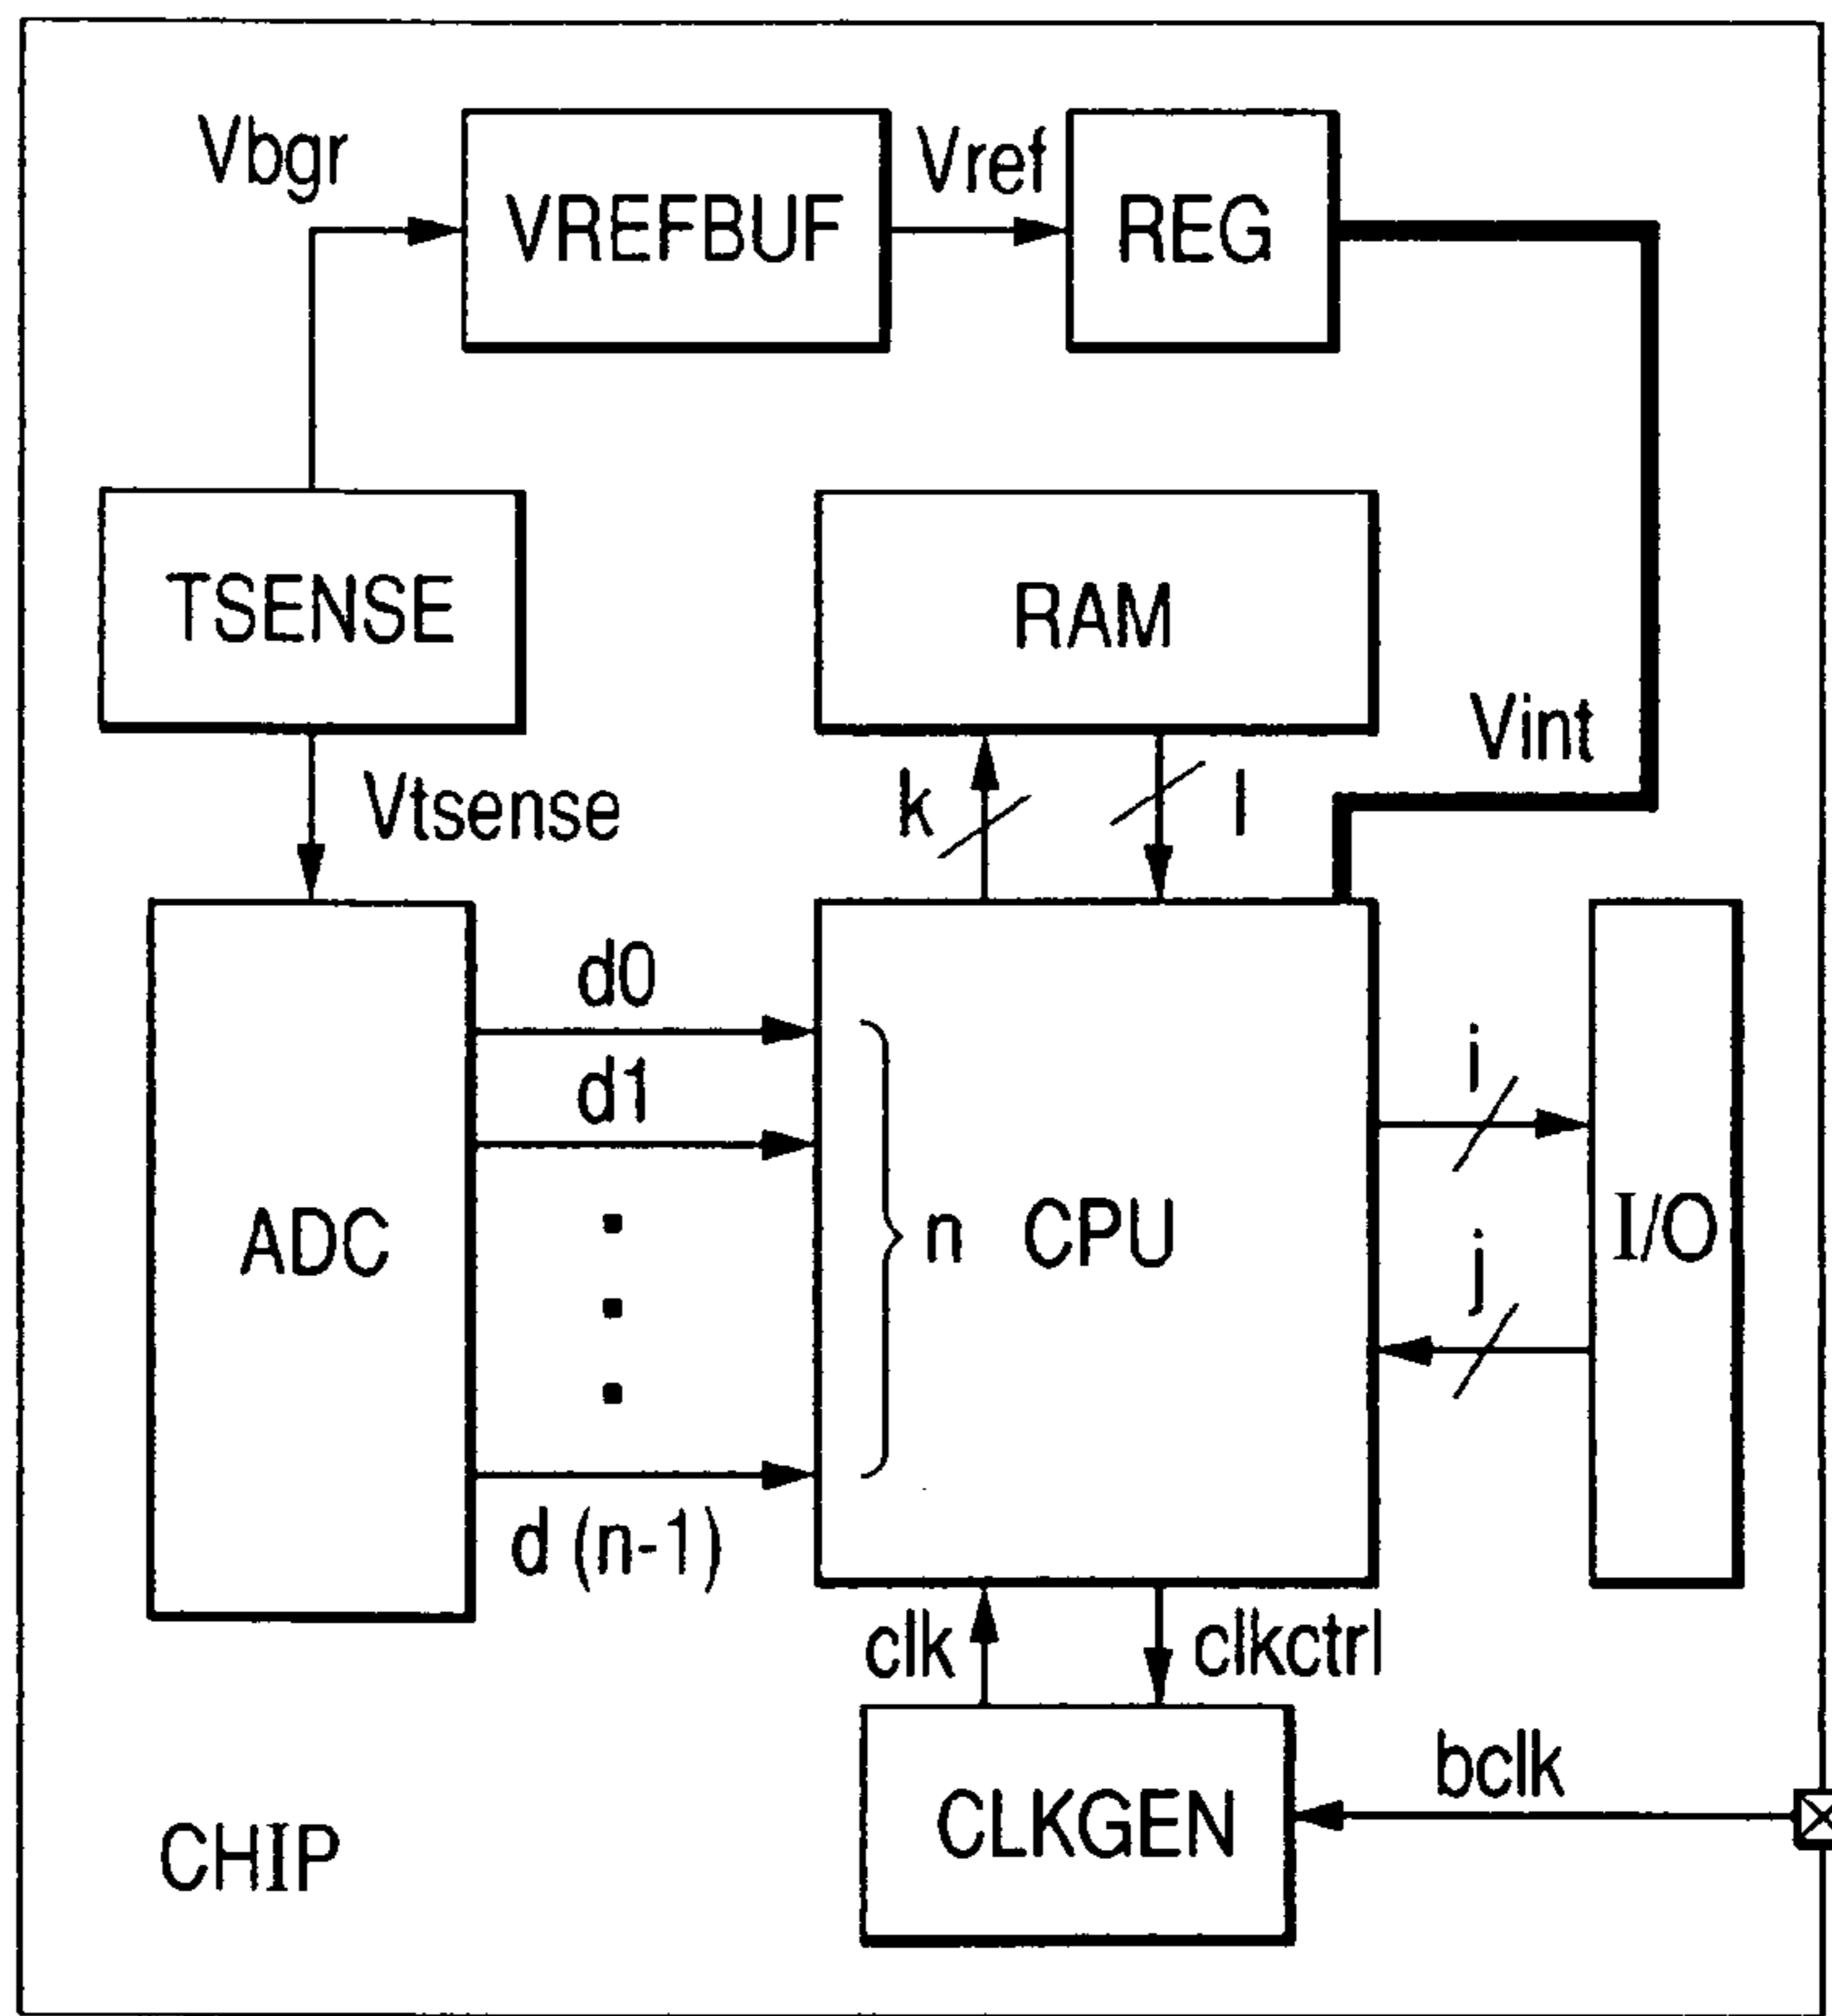 Vbgr
VREFBUF
Vref
REG
TSENSE
RAM
Vint
Vtsense
k
l
d0
d1
ADC
n
CPU
i
j
I/O
d (n-1)
clk
clkctrl
CLKGEN
bclk
CHIP